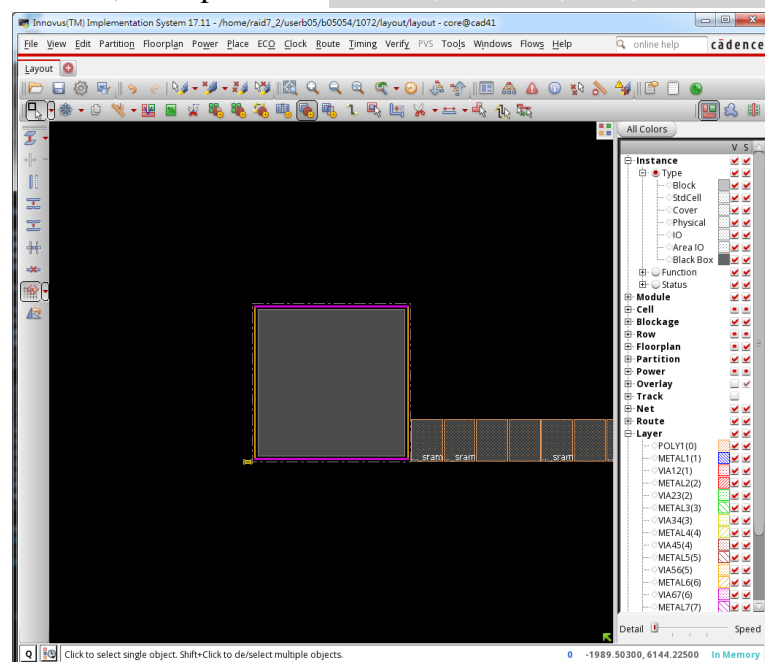 Innovus(TM) Implementation System 17.11 - /home/raid7_2/userb05/b05054/1072/layout/layout - core@cad41
File View Edit Partition Floorplan Power Place ECO Clock Route Timing Verify PVS Tools Windows Flows Help online help cādence
Layout
All Colors
V S
Instance
Type
Block
StdCell
Cover
Physical
IO
Area IO
Black Box
Function
Status
Module
Cell
Blockage
Row
Floorplan
Partition
Power
Overlay
Track
Net
Route
Layer
POLY1(0)
METAL1(1)
VIA12(1)
METAL2(2)
VIA23(2)
METAL3(3)
VIA34(3)
METAL4(4)
VIA45(4)
METAL5(5)
VIA56(5)
METAL6(6)
VIA67(6)
METAL7(7)
..._sram ..._sram ..._sram
Detail Speed
Q Click to select single object. Shift+Click to de/select multiple objects. 0 -1989.50300, 6144.22500 In Memory